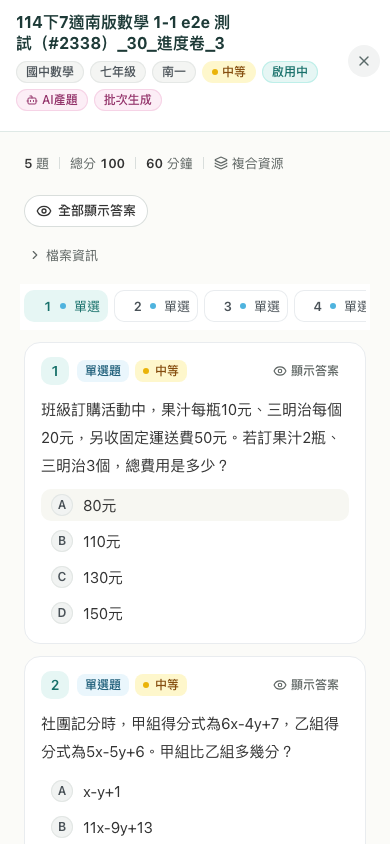 114下7適南版數學 1-1 e2e 測
試（#2338）_30_進度卷_3
國中數學 七年級 南一 中等 啟用中
AI產題 批次生成
5 題 總分 100 60 分鐘 複合資源
全部顯示答案
檔案資訊
1 單選 2 單選 3 單選 4 單選
1 單選題 中等 顯示答案
班級訂購活動中，果汁每瓶10元、三明治每個
20元，另收固定運送費50元。若訂果汁2瓶、
三明治3個，總費用是多少？
A 80元
B 110元
C 130元
D 150元
2 單選題 中等 顯示答案
社團記分時，甲組得分式為6x-4y+7，乙組得
分式為5x-5y+6。甲組比乙組多幾分？
A x-y+1
B 11x-9y+13